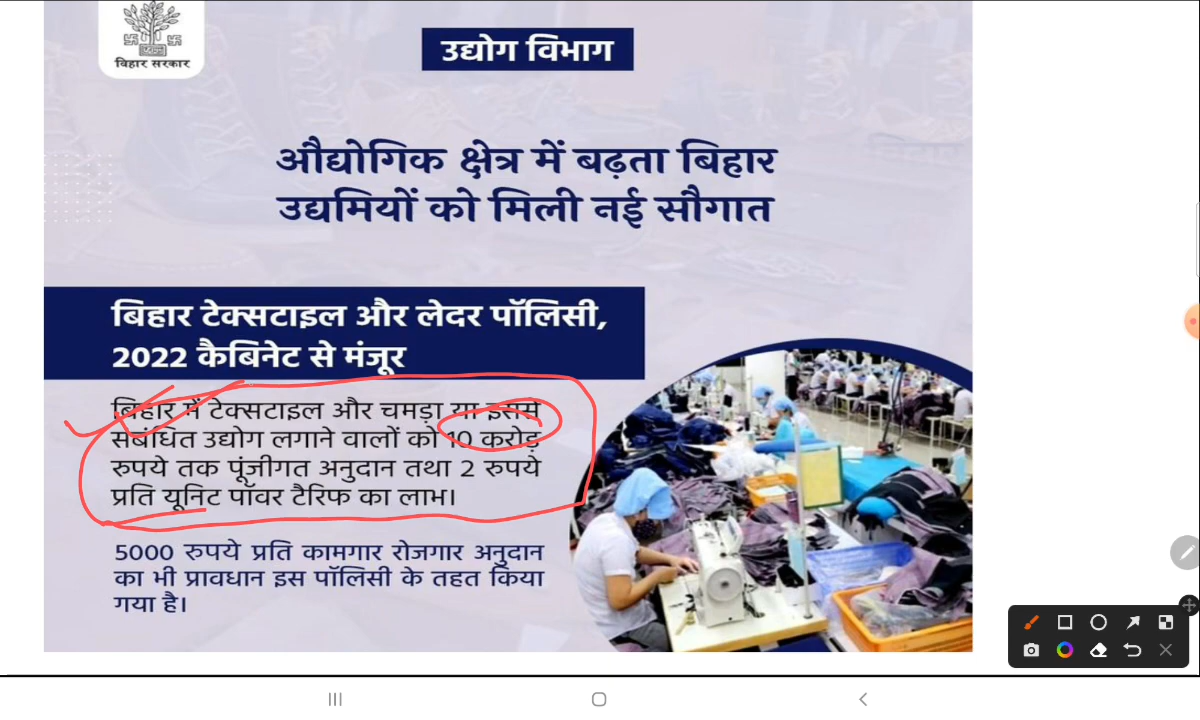 बिहार सरकार
उद्योग विभाग
औद्योगिक क्षेत्र में बढ़ता बिहार
उद्यमियों को मिली नई सौगात
बिहार टेक्सटाइल और लेदर पॉलिसी,
2022 कैबिनेट से मंजूर
बिहार में टेक्सटाइल और चमड़ा या इससे
संबंधित उद्योग लगाने वालों को 10 करोड़
रुपये तक पूंजीगत अनुदान तथा 2 रुपये
प्रति यूनिट पॉवर टैरिफ का लाभ।
5000 रुपये प्रति कामगार रोजगार अनुदान
का भी प्रावधान इस पॉलिसी के तहत किया
गया है।